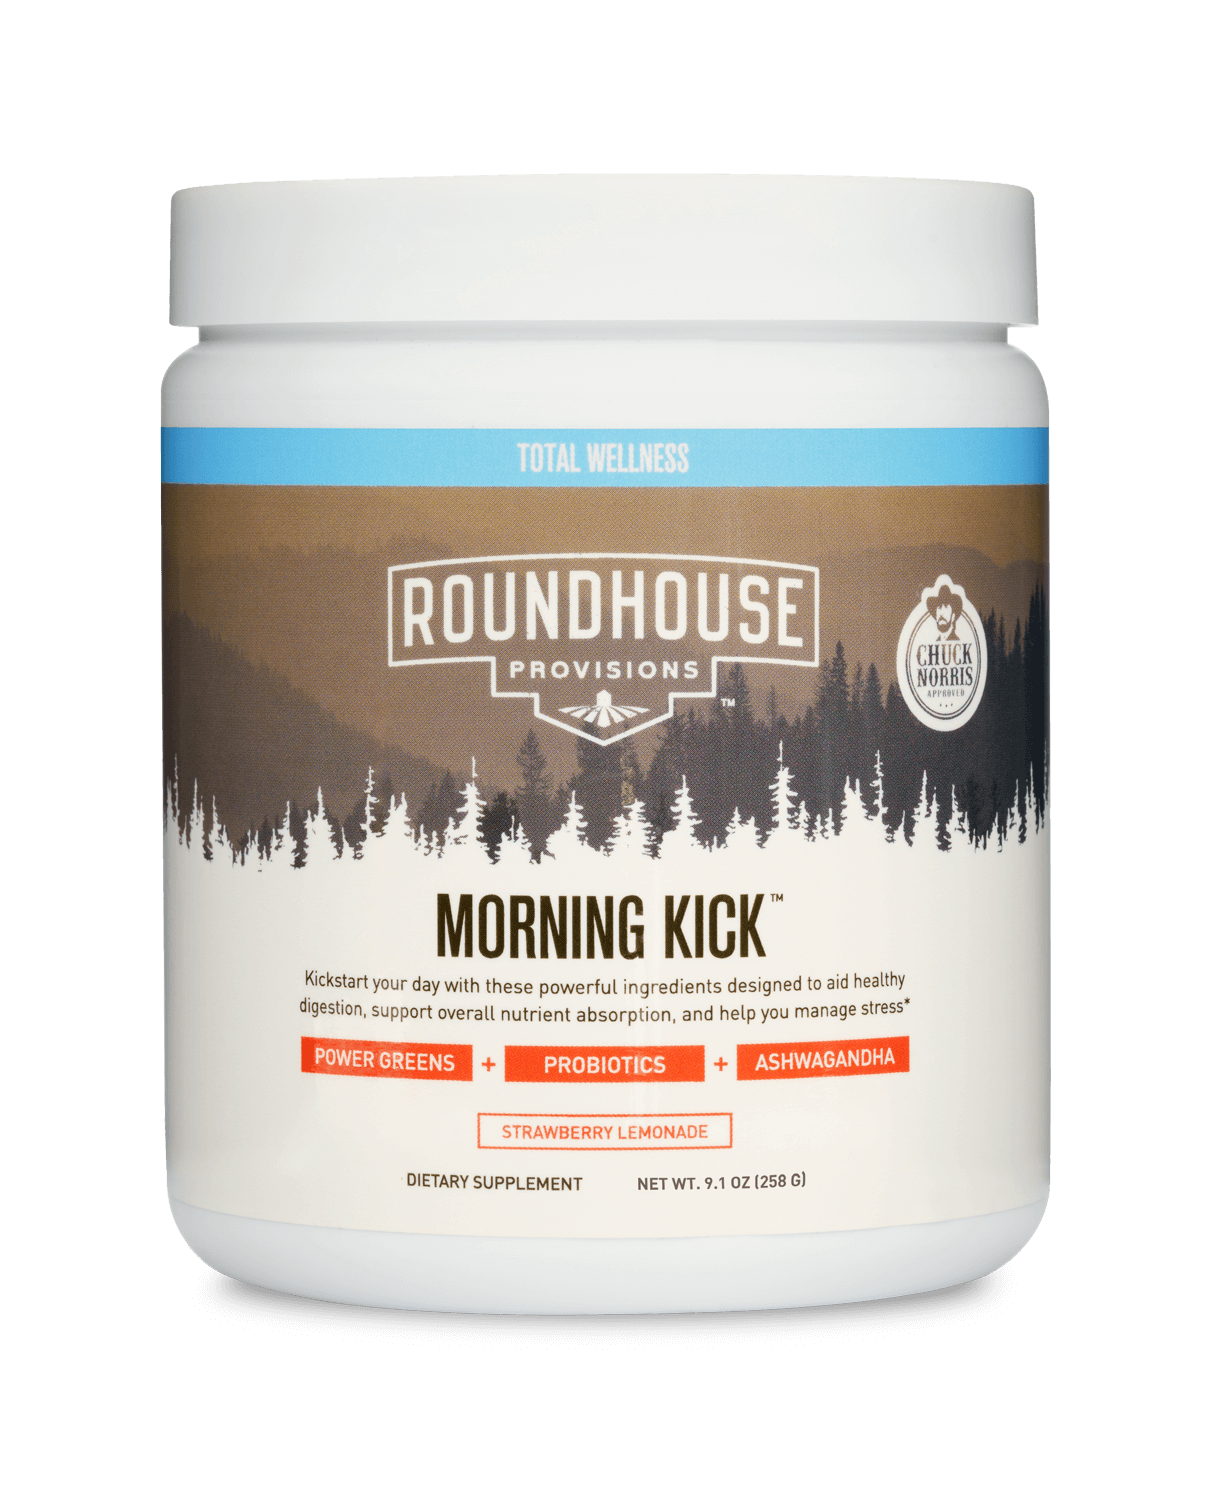 TOTAL WELLNESS
ROUNDHOUSE
PROVISIONS
™
CHUCK
NORRIS
APPROVED
MORNING KICK™
Kickstart your day with these powerful ingredients designed to aid healthy
digestion, support overall nutrient absorption, and help you manage stress*
POWER GREENS + PROBIOTICS + ASHWAGANDHA
STRAWBERRY LEMONADE
DIETARY SUPPLEMENT NET WT. 9.1 OZ (258 G)